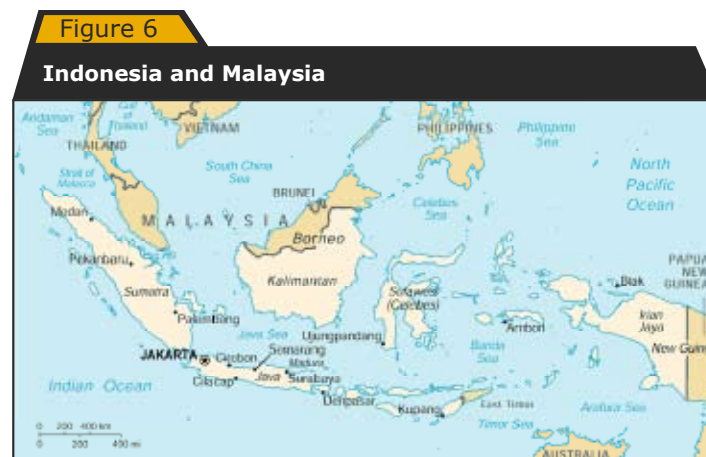 Figure 6
Indonesia and Malaysia
Andaman
Sea
Gulf
of
Thailand
VIETNAM
THAILAND
PHILIPPINES
Philippine
Sea
South China
Sea
Strait of
Malacca
North
Pacific
Ocean
BRUNEI
Celebes
Sea
Medan
MALAYSIA
Borneo
Pekanbaru
Kalimantan
Sumatra
Sulawesi
(Celebes)
PAPUA
NEW
GUINEA
Biak
Irian
Jaya
New Guin
Palembang
Java Sea
Ujungpandang
Ambon
Banda
Sea
JAKARTA
Cirebon
Semarang
Madura
Cilacap
Java
Surabaya
Indian Ocean
Denpasar
Kupang
East Timor
Timor Sea
Arafura Sea
0 200 400 km
0 200 400 mi
AUSTRALIA